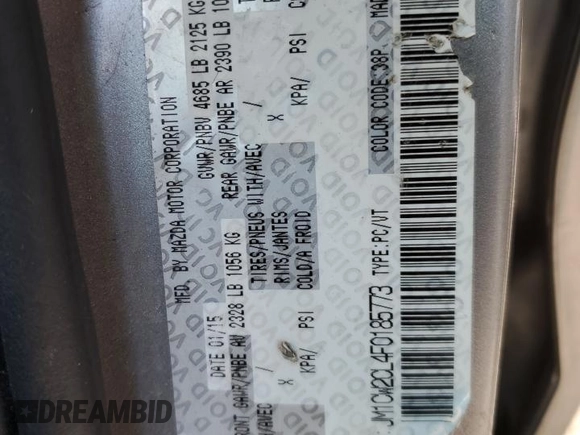 MFD. BY MAZDA MOTOR CORPORATION
DATE 01/15 GVWR/PNBV 4685 LB 2125 KG
FRONT GAWR/PNBE AV 2328 LB 1056 KG REAR GAWR/PNBE AR 2390 LB
/AVEC / TIRES/PNEUS WITH/AVEC /
X RIMS/JANTES X
KPA/ PSI COLD/A FROID KPA/ PSI
JM1CW2CL4F0185773 TYPE:PC/VT COLOR CODE:38P
VOID
DREAMBID